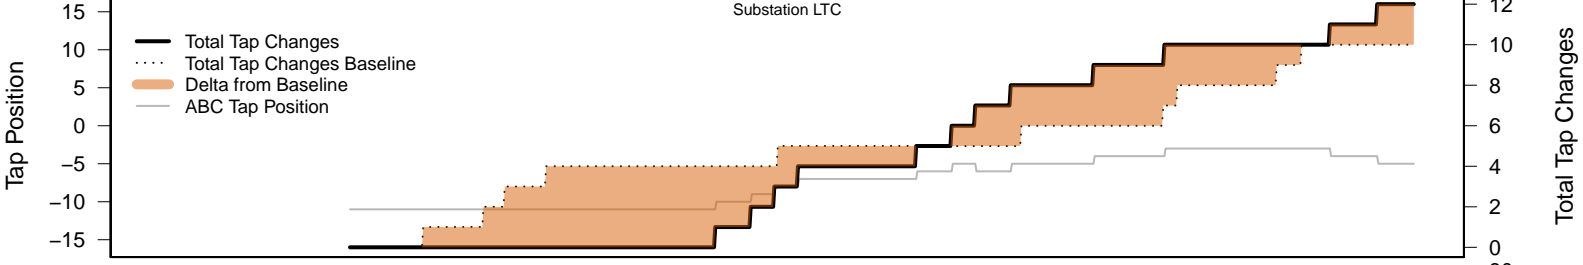 Substation LTC
Total Tap Changes
Total Tap Changes Baseline
Delta from Baseline
ABC Tap Position
Tap Position
15
10
5
0
−5
−10
−15
12
10
8
6
4
2
0
Total Tap Changes